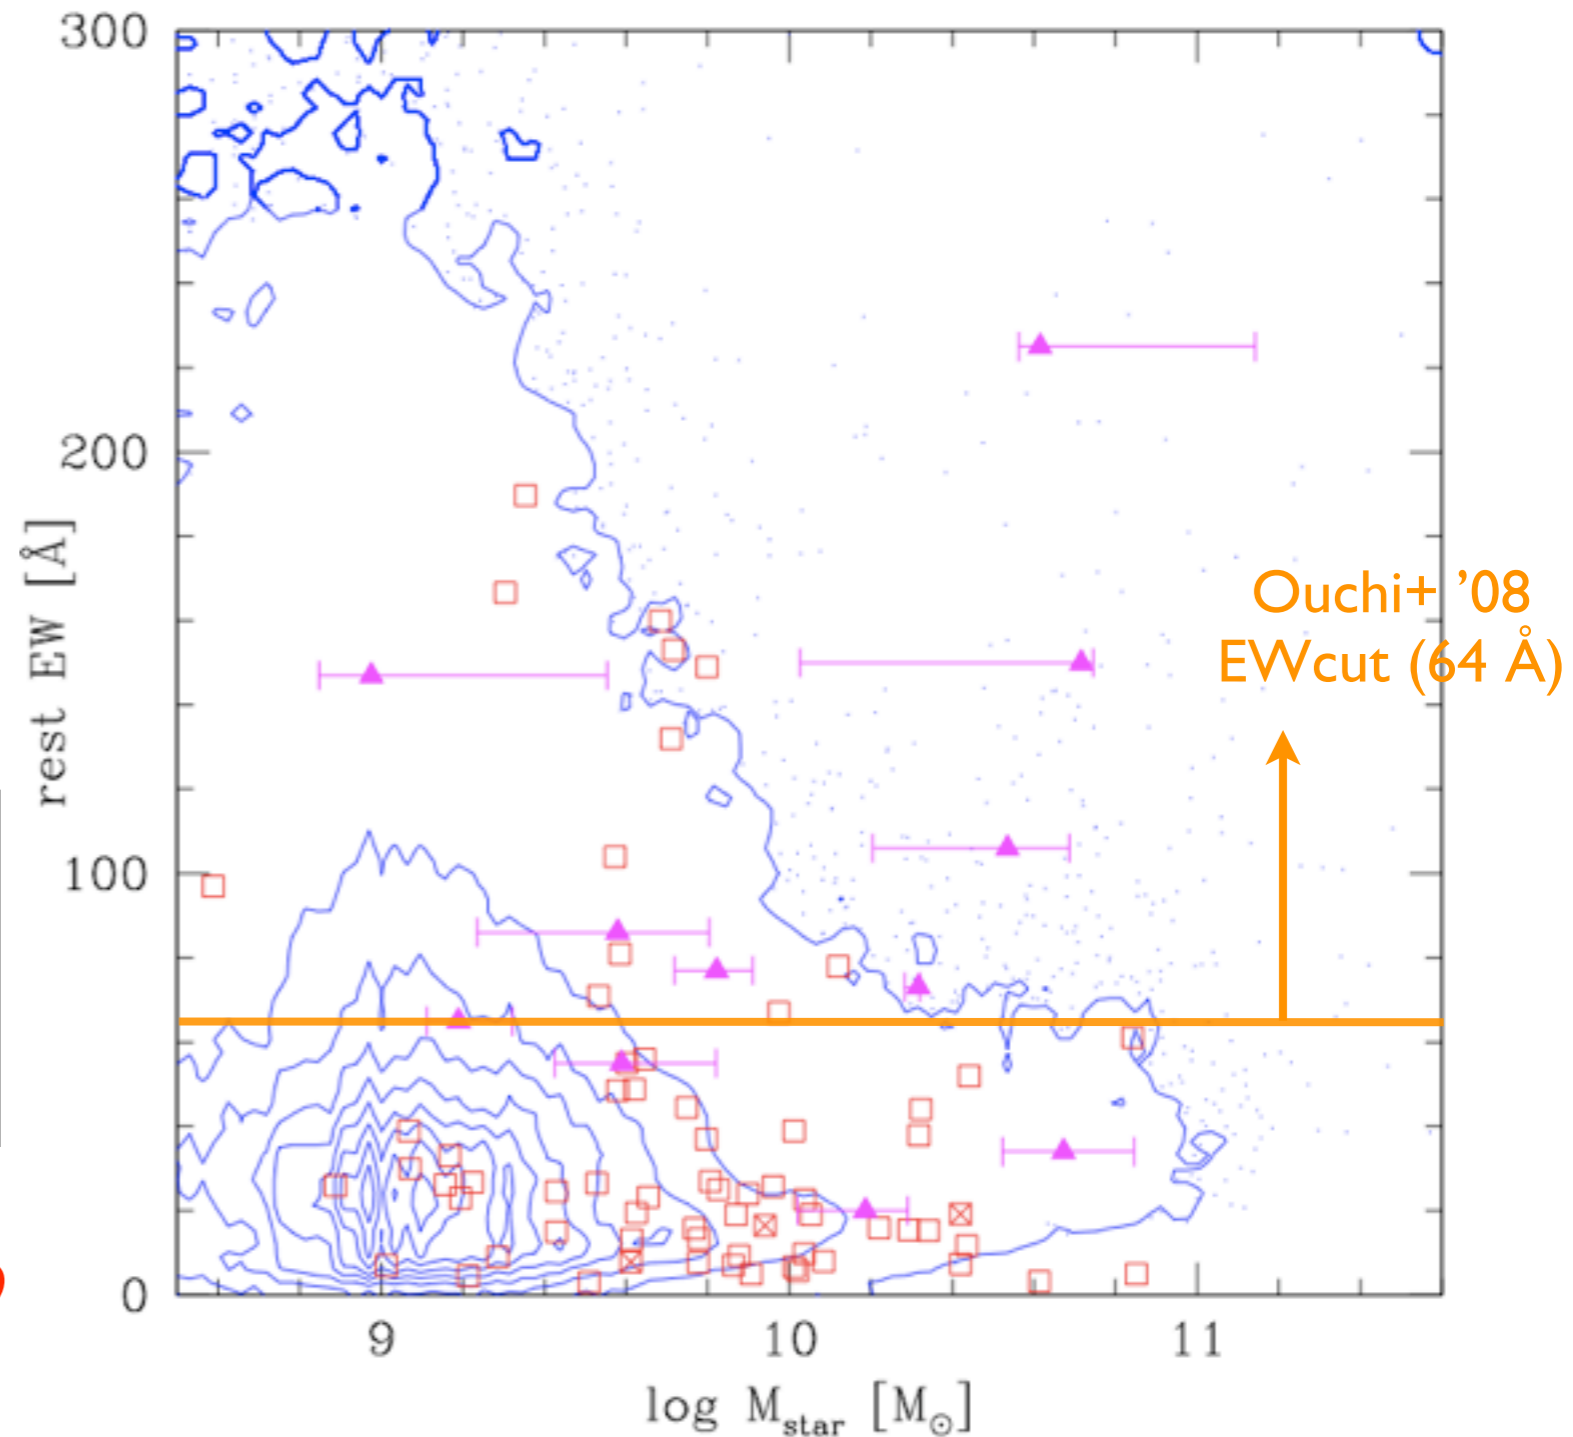 300
200
100
0
rest EW [Å]
9
10
11
log M_star [M_⊙]
Ouchi+ ’08
EWcut (64 Å)